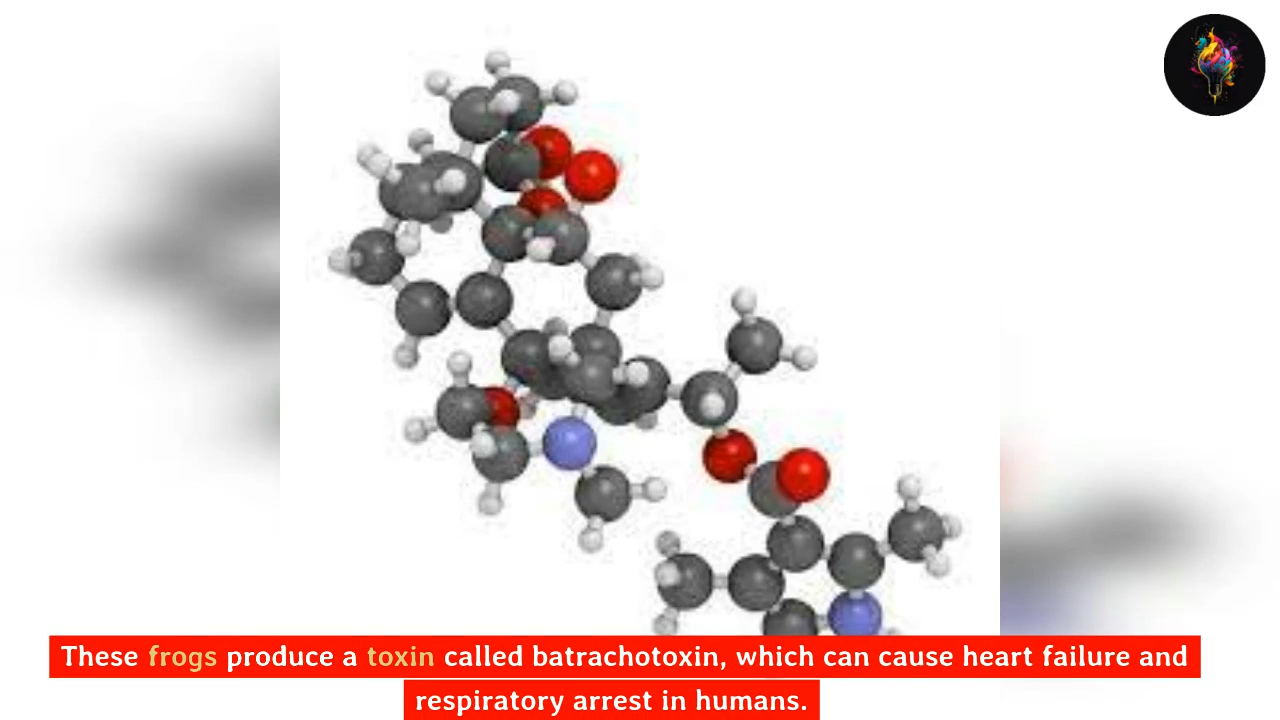 These frogs produce a toxin called batrachotoxin, which can cause heart failure and
respiratory arrest in humans.